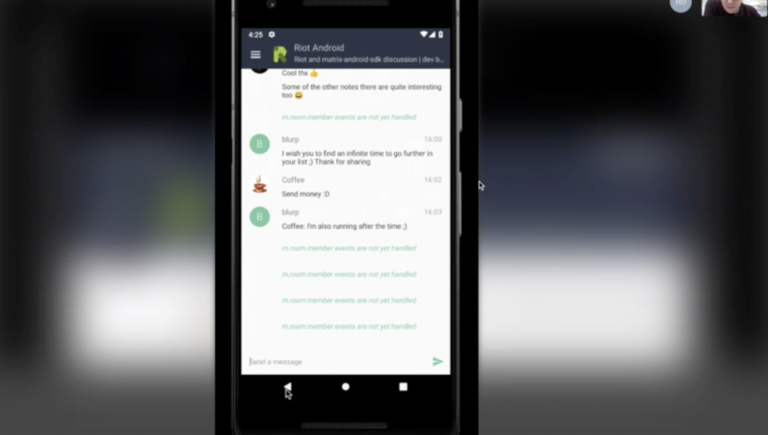 4:25
Riot Android
Riot and matrix-android-sdk discussion | dev b...
Cool thx 👍
Some of the other notes there are quite interesting
too 😄
m.room.member events are not yet handled
B
blurp
16:00
I wish you to find an infinite time to go further in
your list ;) Thank for sharing
Coffee
16:02
Send money :D
B
blurp
16:03
Coffee: I'm also running after the time ;)
m.room.member events are not yet handled
m.room.member events are not yet handled
m.room.member events are not yet handled
m.room.member events are not yet handled
Send a message